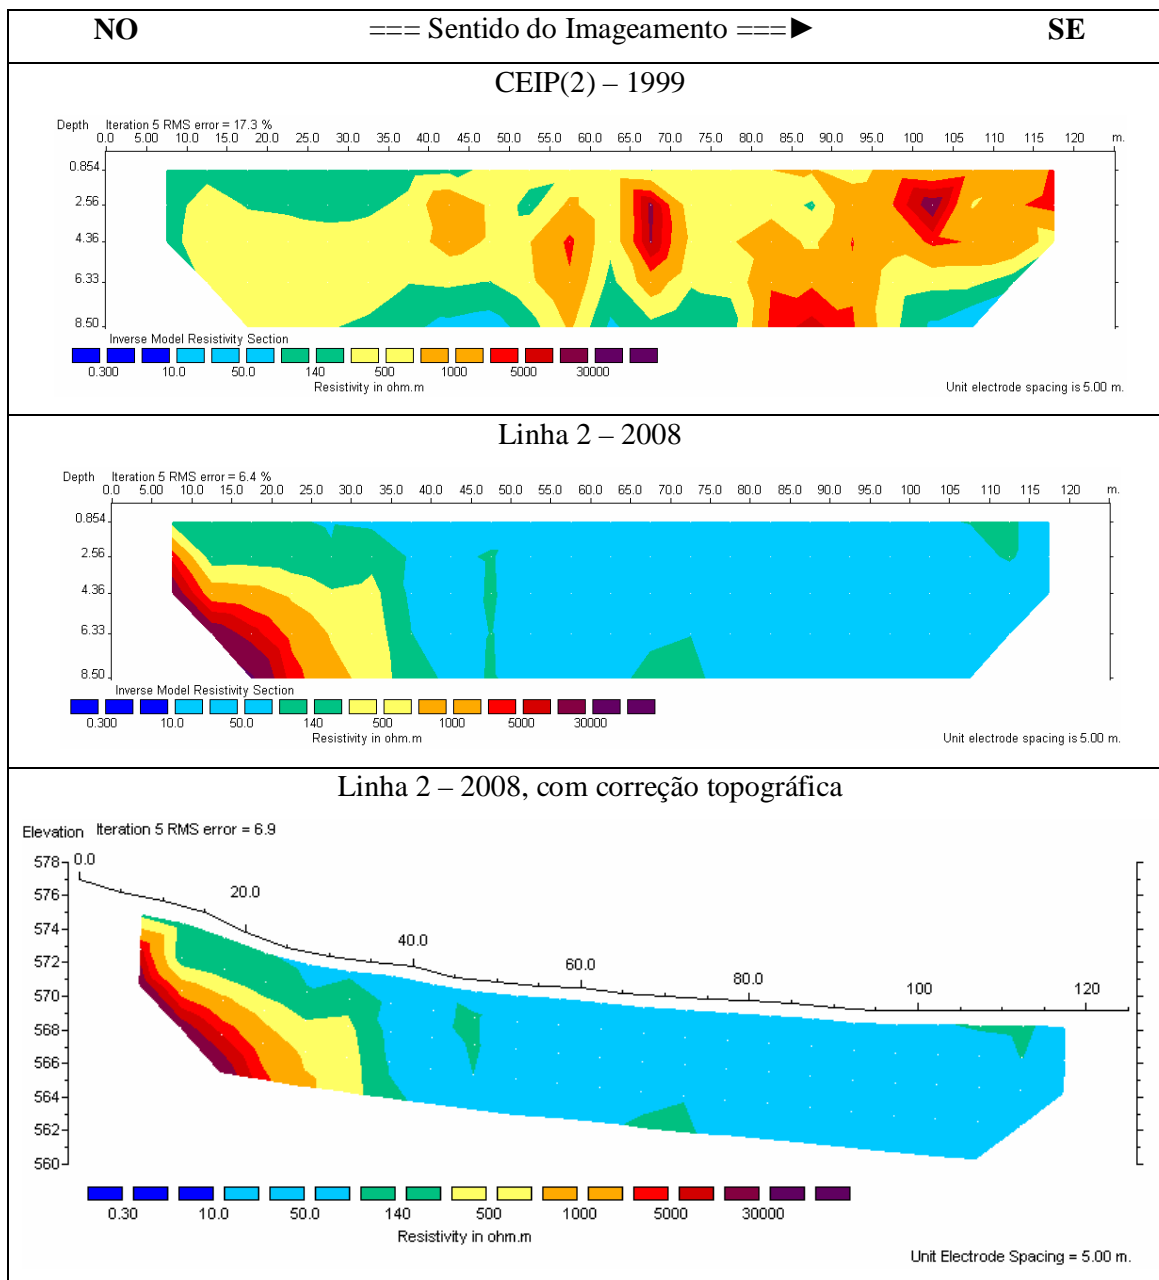 NO === Sentido do Imageamento ===► SE
CEIP(2) – 1999
Depth Iteration 5 RMS error = 17.3 %
0.0 5.00 10.0 15.0 20.0 25.0 30.0 35.0 40.0 45.0 50.0 55.0 60.0 65.0 70.0 75.0 80.0 85.0 90.0 95.0 100 105 110 115 120 m.
0.854
2.56
4.36
6.33
8.50
Inverse Model Resistivity Section
0.300 10.0 50.0 140 500 1000 5000 30000
Resistivity in ohm.m Unit electrode spacing is 5.00 m.
Linha 2 – 2008
Depth Iteration 5 RMS error = 6.4 %
0.0 5.00 10.0 15.0 20.0 25.0 30.0 35.0 40.0 45.0 50.0 55.0 60.0 65.0 70.0 75.0 80.0 85.0 90.0 95.0 100 105 110 115 120 m.
0.854
2.56
4.36
6.33
8.50
Inverse Model Resistivity Section
0.300 10.0 50.0 140 500 1000 5000 30000
Resistivity in ohm.m Unit electrode spacing is 5.00 m.
Linha 2 – 2008, com correção topográfica
Elevation Iteration 5 RMS error = 6.9
578
576
574
572
570
568
566
564
562
560
0.0 20.0 40.0 60.0 80.0 100 120
0.30 10.0 50.0 140 500 1000 5000 30000
Resistivity in ohm.m
Unit Electrode Spacing = 5.00 m.